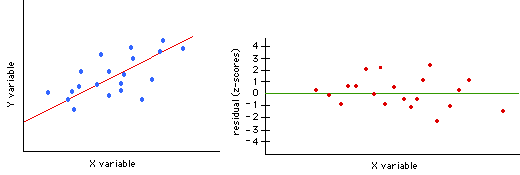 Y variable
X variable
residual (z-scores)
4
3
2
1
0
-1
-2
-3
-4
X variable